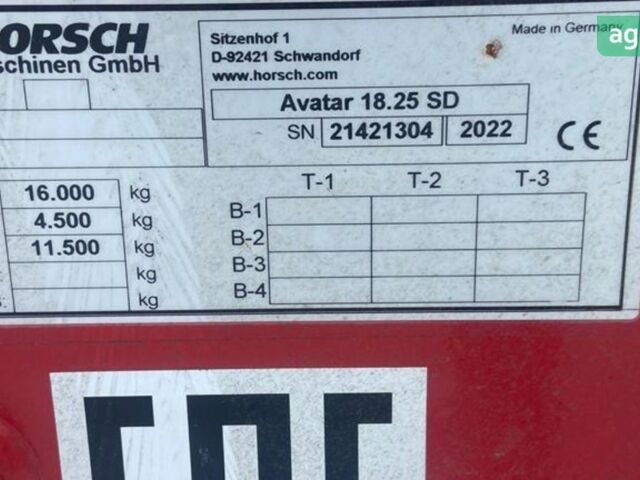 HORSCH
schinen GmbH
Sitzenhof 1
D-92421 Schwandorf
www.horsch.com
Made in Germany
ag
Avatar 18.25 SD
SN 21421304 2022 CE
16.000 kg
4.500 kg
11.500 kg
kg
kg
T-1 T-2 T-3
B-1
B-2
B-3
B-4